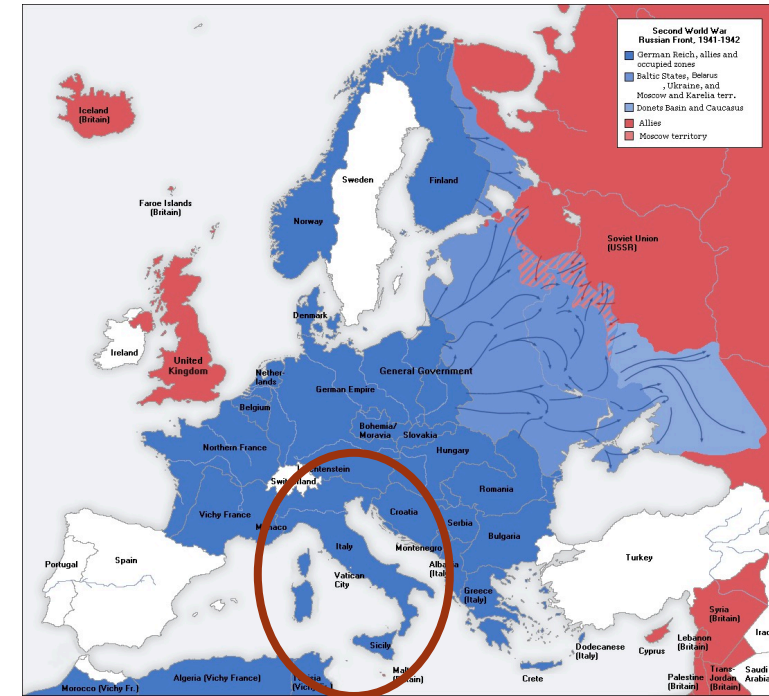 Second World War
Russian Front, 1941-1942
German Reich, allies and
occupied zones
Baltic States, Belarus
, Ukraine, and
Moscow and Karelia terr.
Donets Basin and Caucasus
Allies
Moscow territory
Iceland
(Britain)
Faroe Islands
(Britain)
Sweden
Finland
Norway
Soviet Union
(USSR)
Denmark
Ireland
United
Kingdom
Nether-
lands
General Government
German Empire
Belgium
Bohemia/
Moravia
Slovakia
Northern France
Hungary
Switzerland
Romania
Vichy France
Croatia
Serbia
Monaco
Bulgaria
Italy
Montenegro
Portugal
Spain
Turkey
Vatican
City
Albania
(Italy)
Greece
(Italy)
Syria
(Britain)
Sicily
Dodecanese
(Italy)
Cyprus
Lebanon
(Britain)
Crete
Algeria (Vichy France)
Morocco (Vichy Fr.)
Palestine
(Britain)
Trans-
Jordan
(Britain)
Saudi